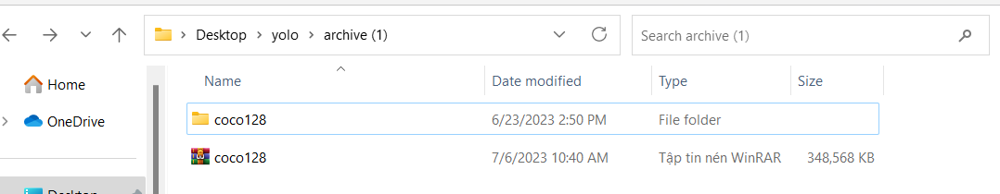 Desktop yolo archive (1) Search archive (1)
Name Date modified Type Size
Home
OneDrive
coco128 6/23/2023 2:50 PM File folder
coco128 7/6/2023 10:40 AM Tập tin nén WinRAR 348,568 KB
Desktop